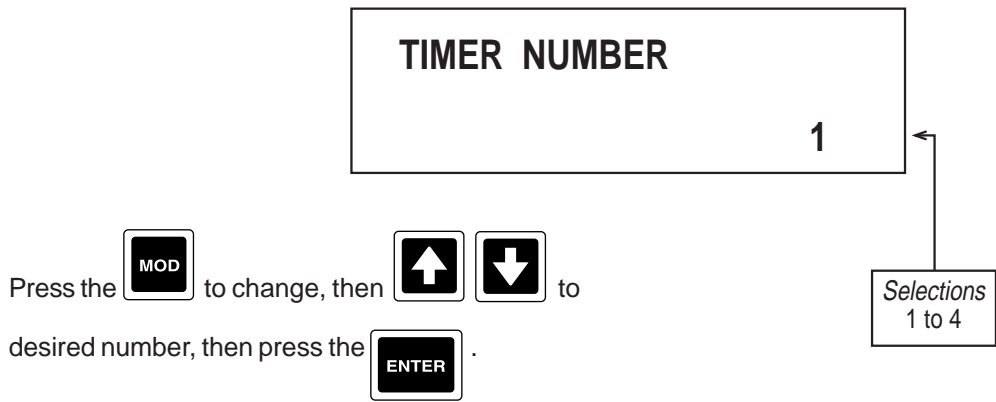 TIMER NUMBER
1
Press the MOD to change, then to
Selections
1 to 4
desired number, then press the ENTER .